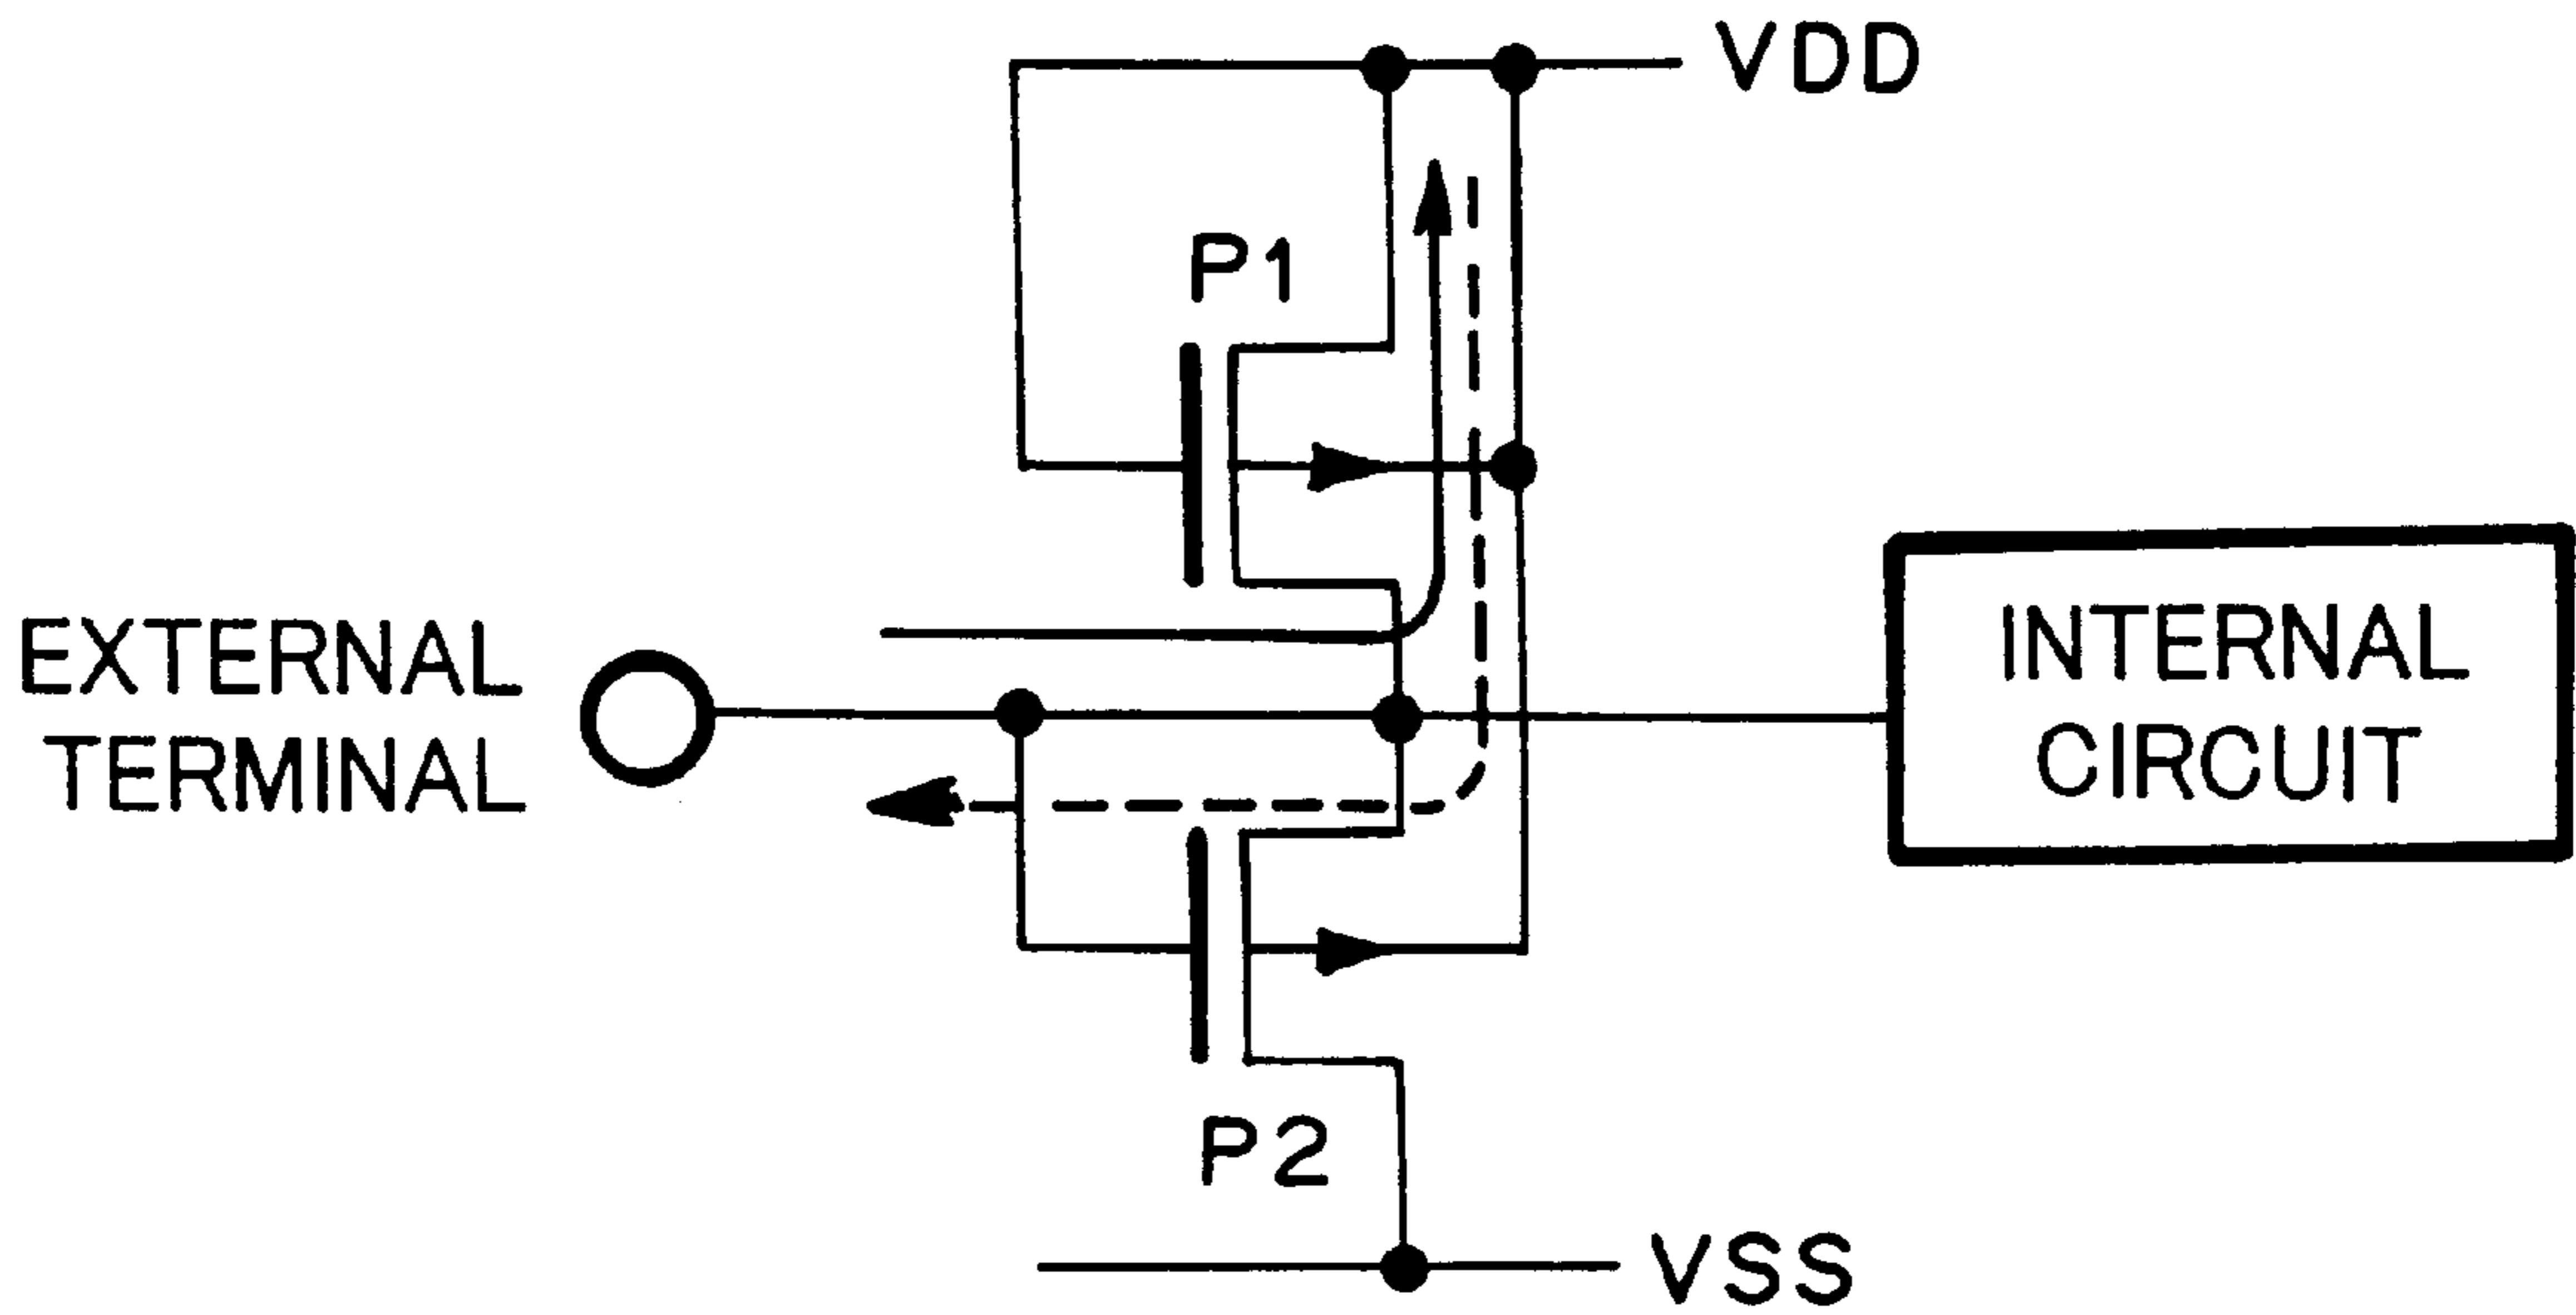 VDD
P1
EXTERNAL
TERMINAL
INTERNAL
CIRCUIT
P2
VSS